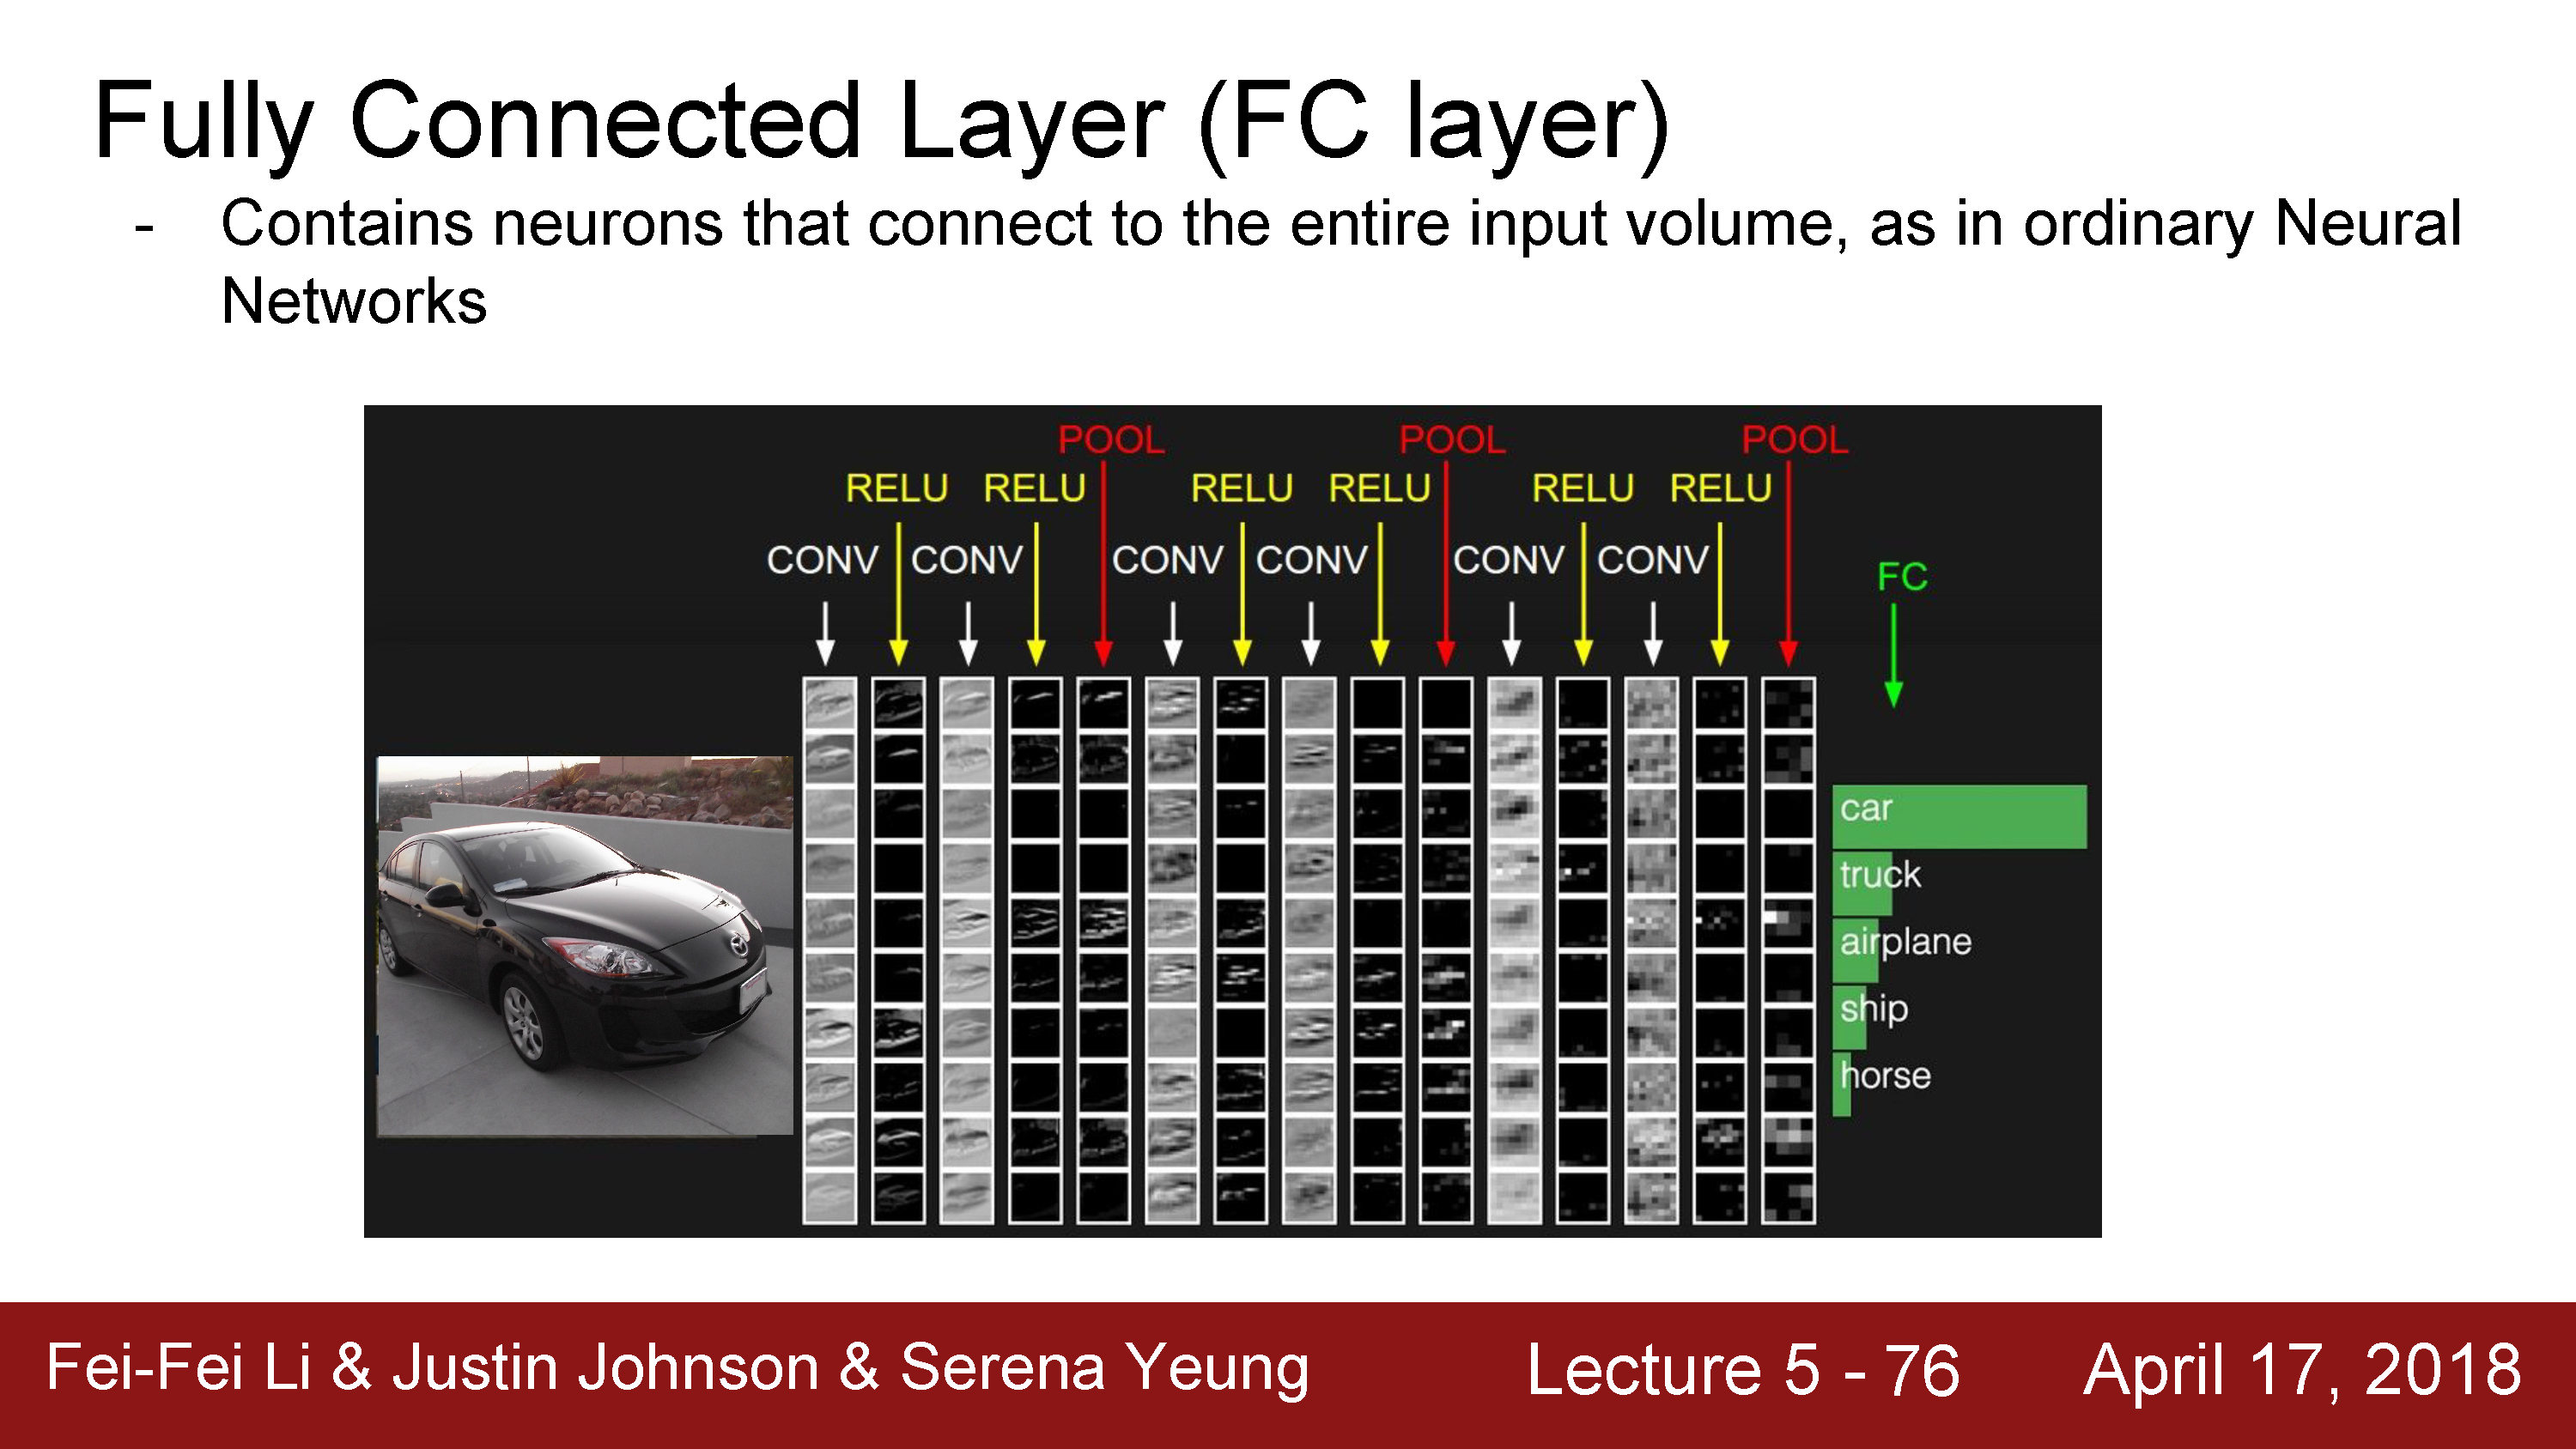 Fully Connected Layer (FC layer)
- Contains neurons that connect to the entire input volume, as in ordinary Neural
Networks
POOL POOL POOL
RELU RELU RELU RELU RELU RELU
CONV CONV CONV CONV CONV CONV
FC
car
truck
airplane
ship
horse
Fei-Fei Li & Justin Johnson & Serena Yeung Lecture 5 - 76 April 17, 2018